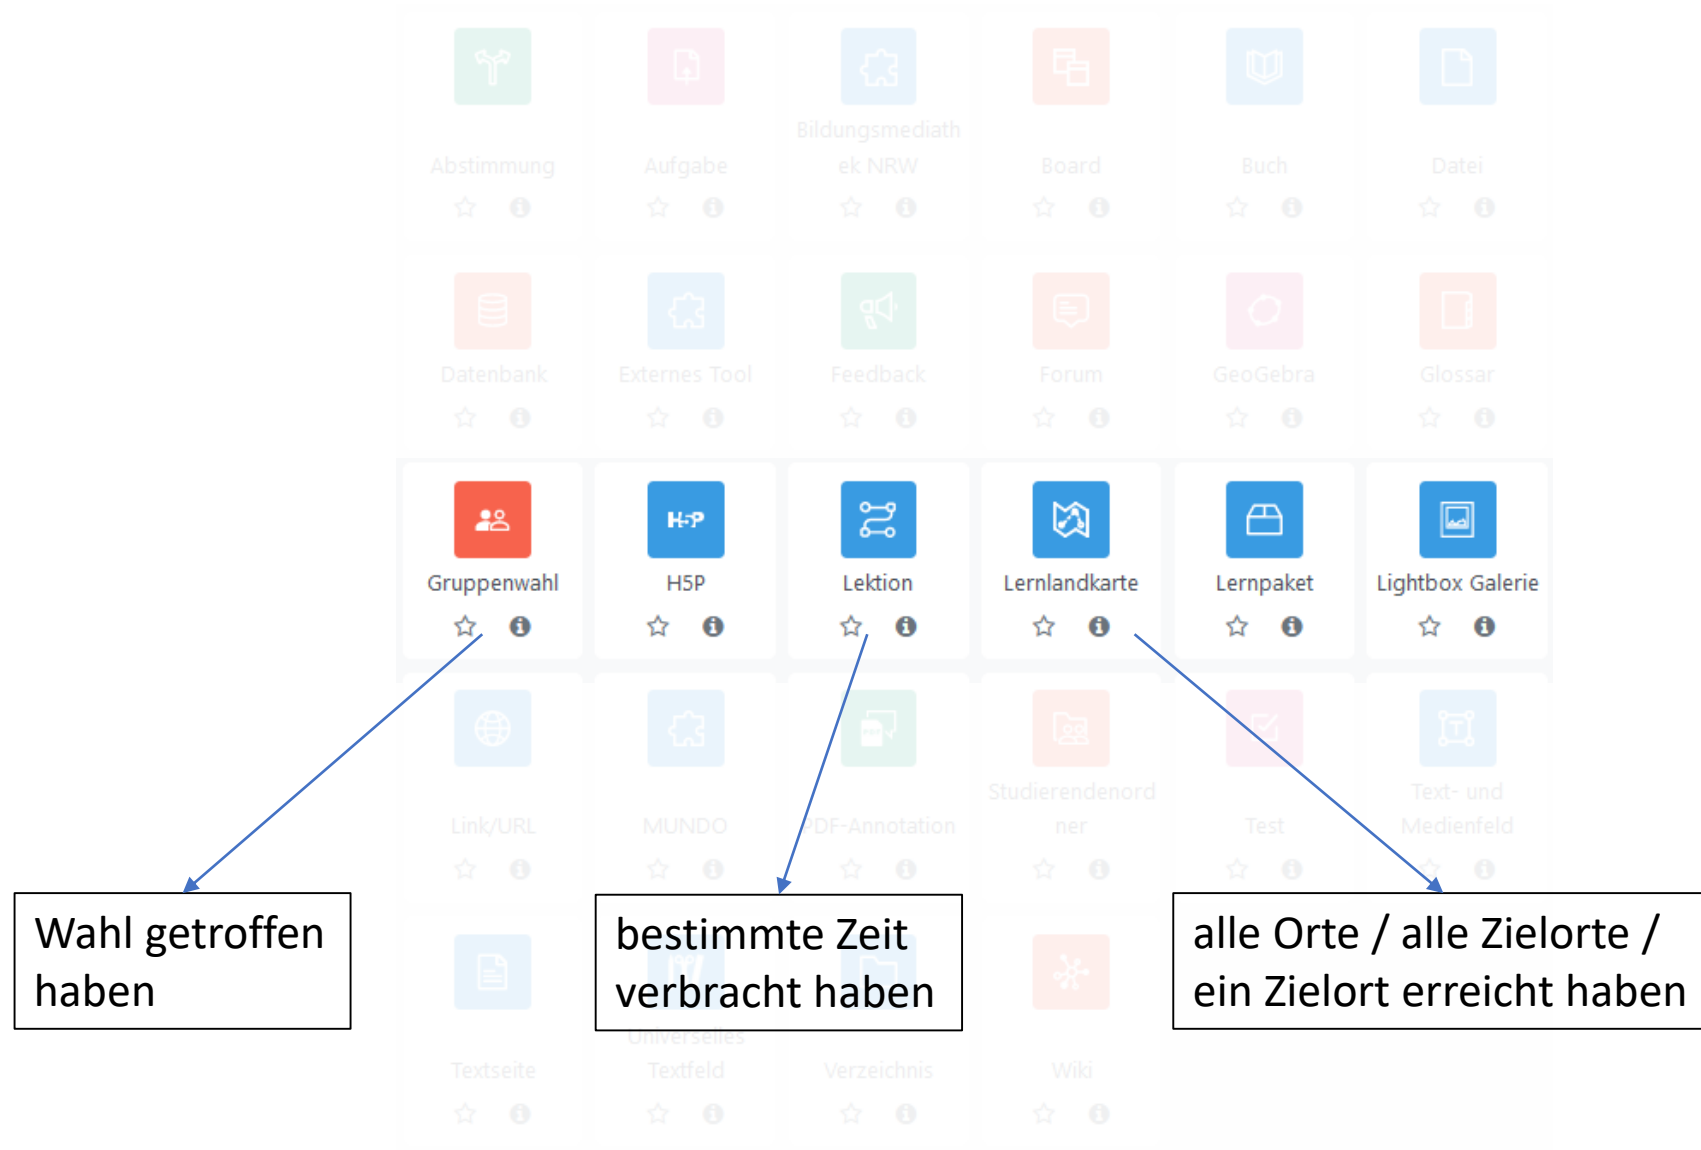 Abstimmung
Aufgabe
Bildungsmediath
ek NRW
Board
Buch
Datei
Datenbank
Externes Tool
Feedback
Forum
GeoGebra
Glossar
H5P
Gruppenwahl
H5P
Lektion
Lernlandkarte
Lernpaket
Lightbox Galerie
Link/URL
MUNDO
PDF-Annotation
Studierendenord
ner
Test
Text- und
Medienfeld
Wahl getroffen
haben
bestimmte Zeit
verbracht haben
alle Orte / alle Zielorte /
ein Zielort erreicht haben
Textseite
Universelles
Textfeld
Verzeichnis
Wiki